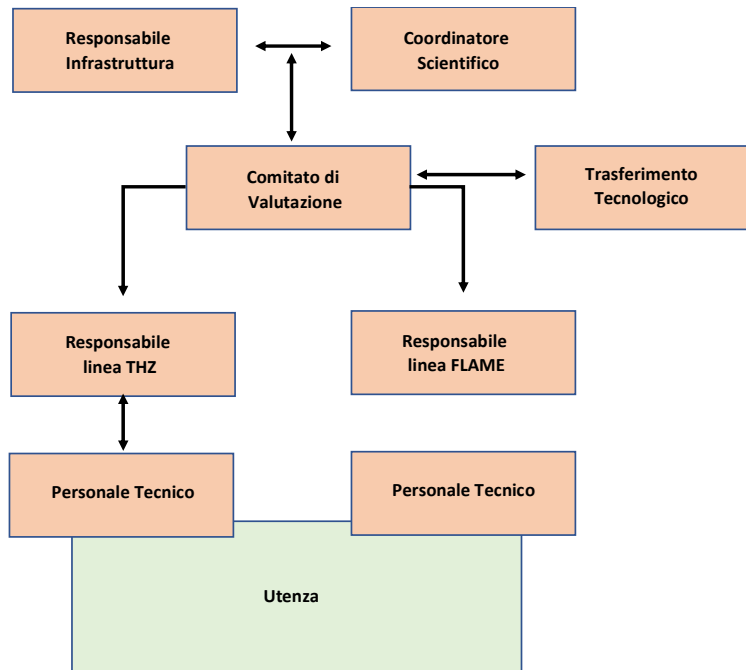 Responsabile
Infrastruttura
Coordinatore
Scientifico
Comitato di
Valutazione
Trasferimento
Tecnologico
Responsabile
linea THZ
Responsabile
linea FLAME
Personale Tecnico
Personale Tecnico
Utenza